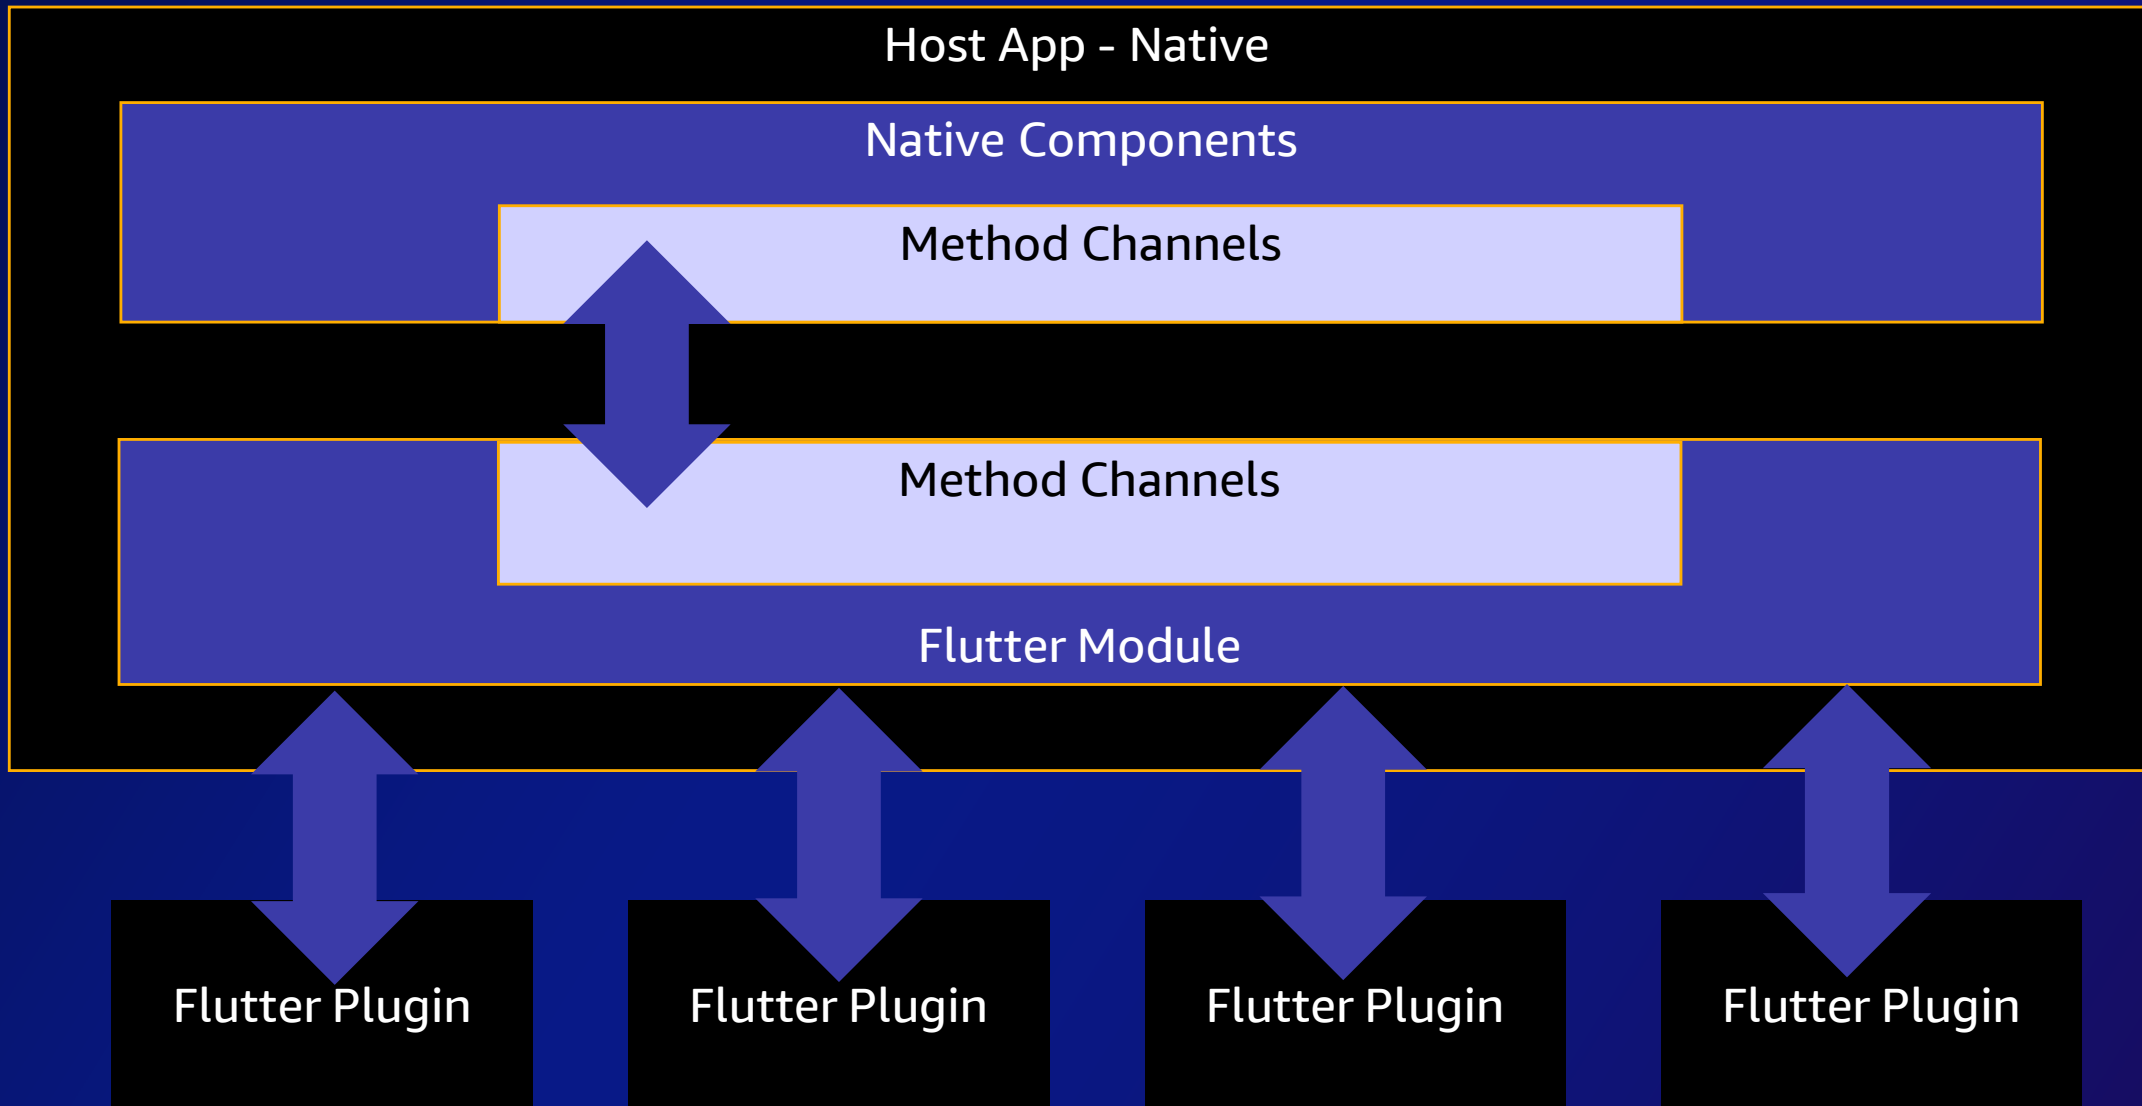 Host App - Native
Native Components
Method Channels
Method Channels
Flutter Module
Flutter Plugin
Flutter Plugin
Flutter Plugin
Flutter Plugin